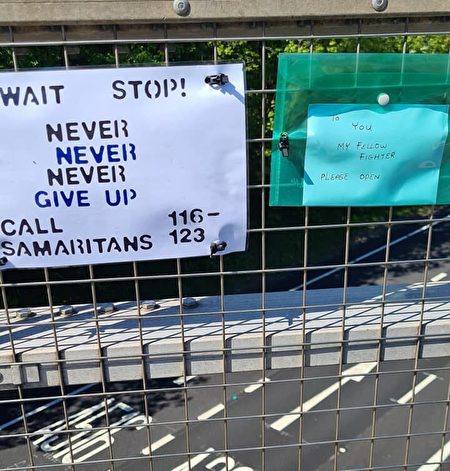 WAIT STOP!
NEVER
NEVER
NEVER
GIVE UP
CALL 116-
SAMARITANS 123
To
YOU
MY FELLOW
FIGHTER
PLEASE OPEN